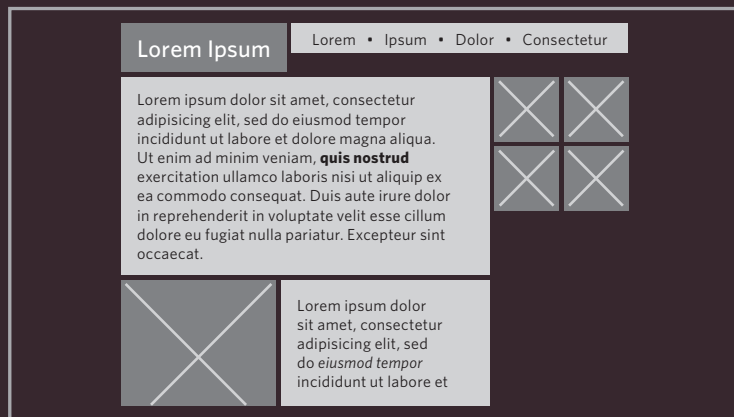 Lorem Ipsum
Lorem • Ipsum • Dolor • Consectetur
Lorem ipsum dolor sit amet, consectetur
adipisicing elit, sed do eiusmod tempor
incididunt ut labore et dolore magna aliqua.
Ut enim ad minim veniam, quis nostrud
exercitation ullamco laboris nisi ut aliquip ex
ea commodo consequat. Duis aute irure dolor
in reprehenderit in voluptate velit esse cillum
dolore eu fugiat nulla pariatur. Excepteur sint
occaecat.
Lorem ipsum dolor
sit amet, consectetur
adipisicing elit, sed
do eiusmod tempor
incididunt ut labore et